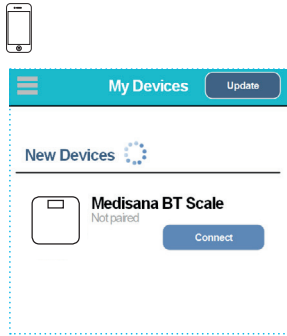 My Devices Update
New Devices
Medisana BT Scale
Not paired
Connect